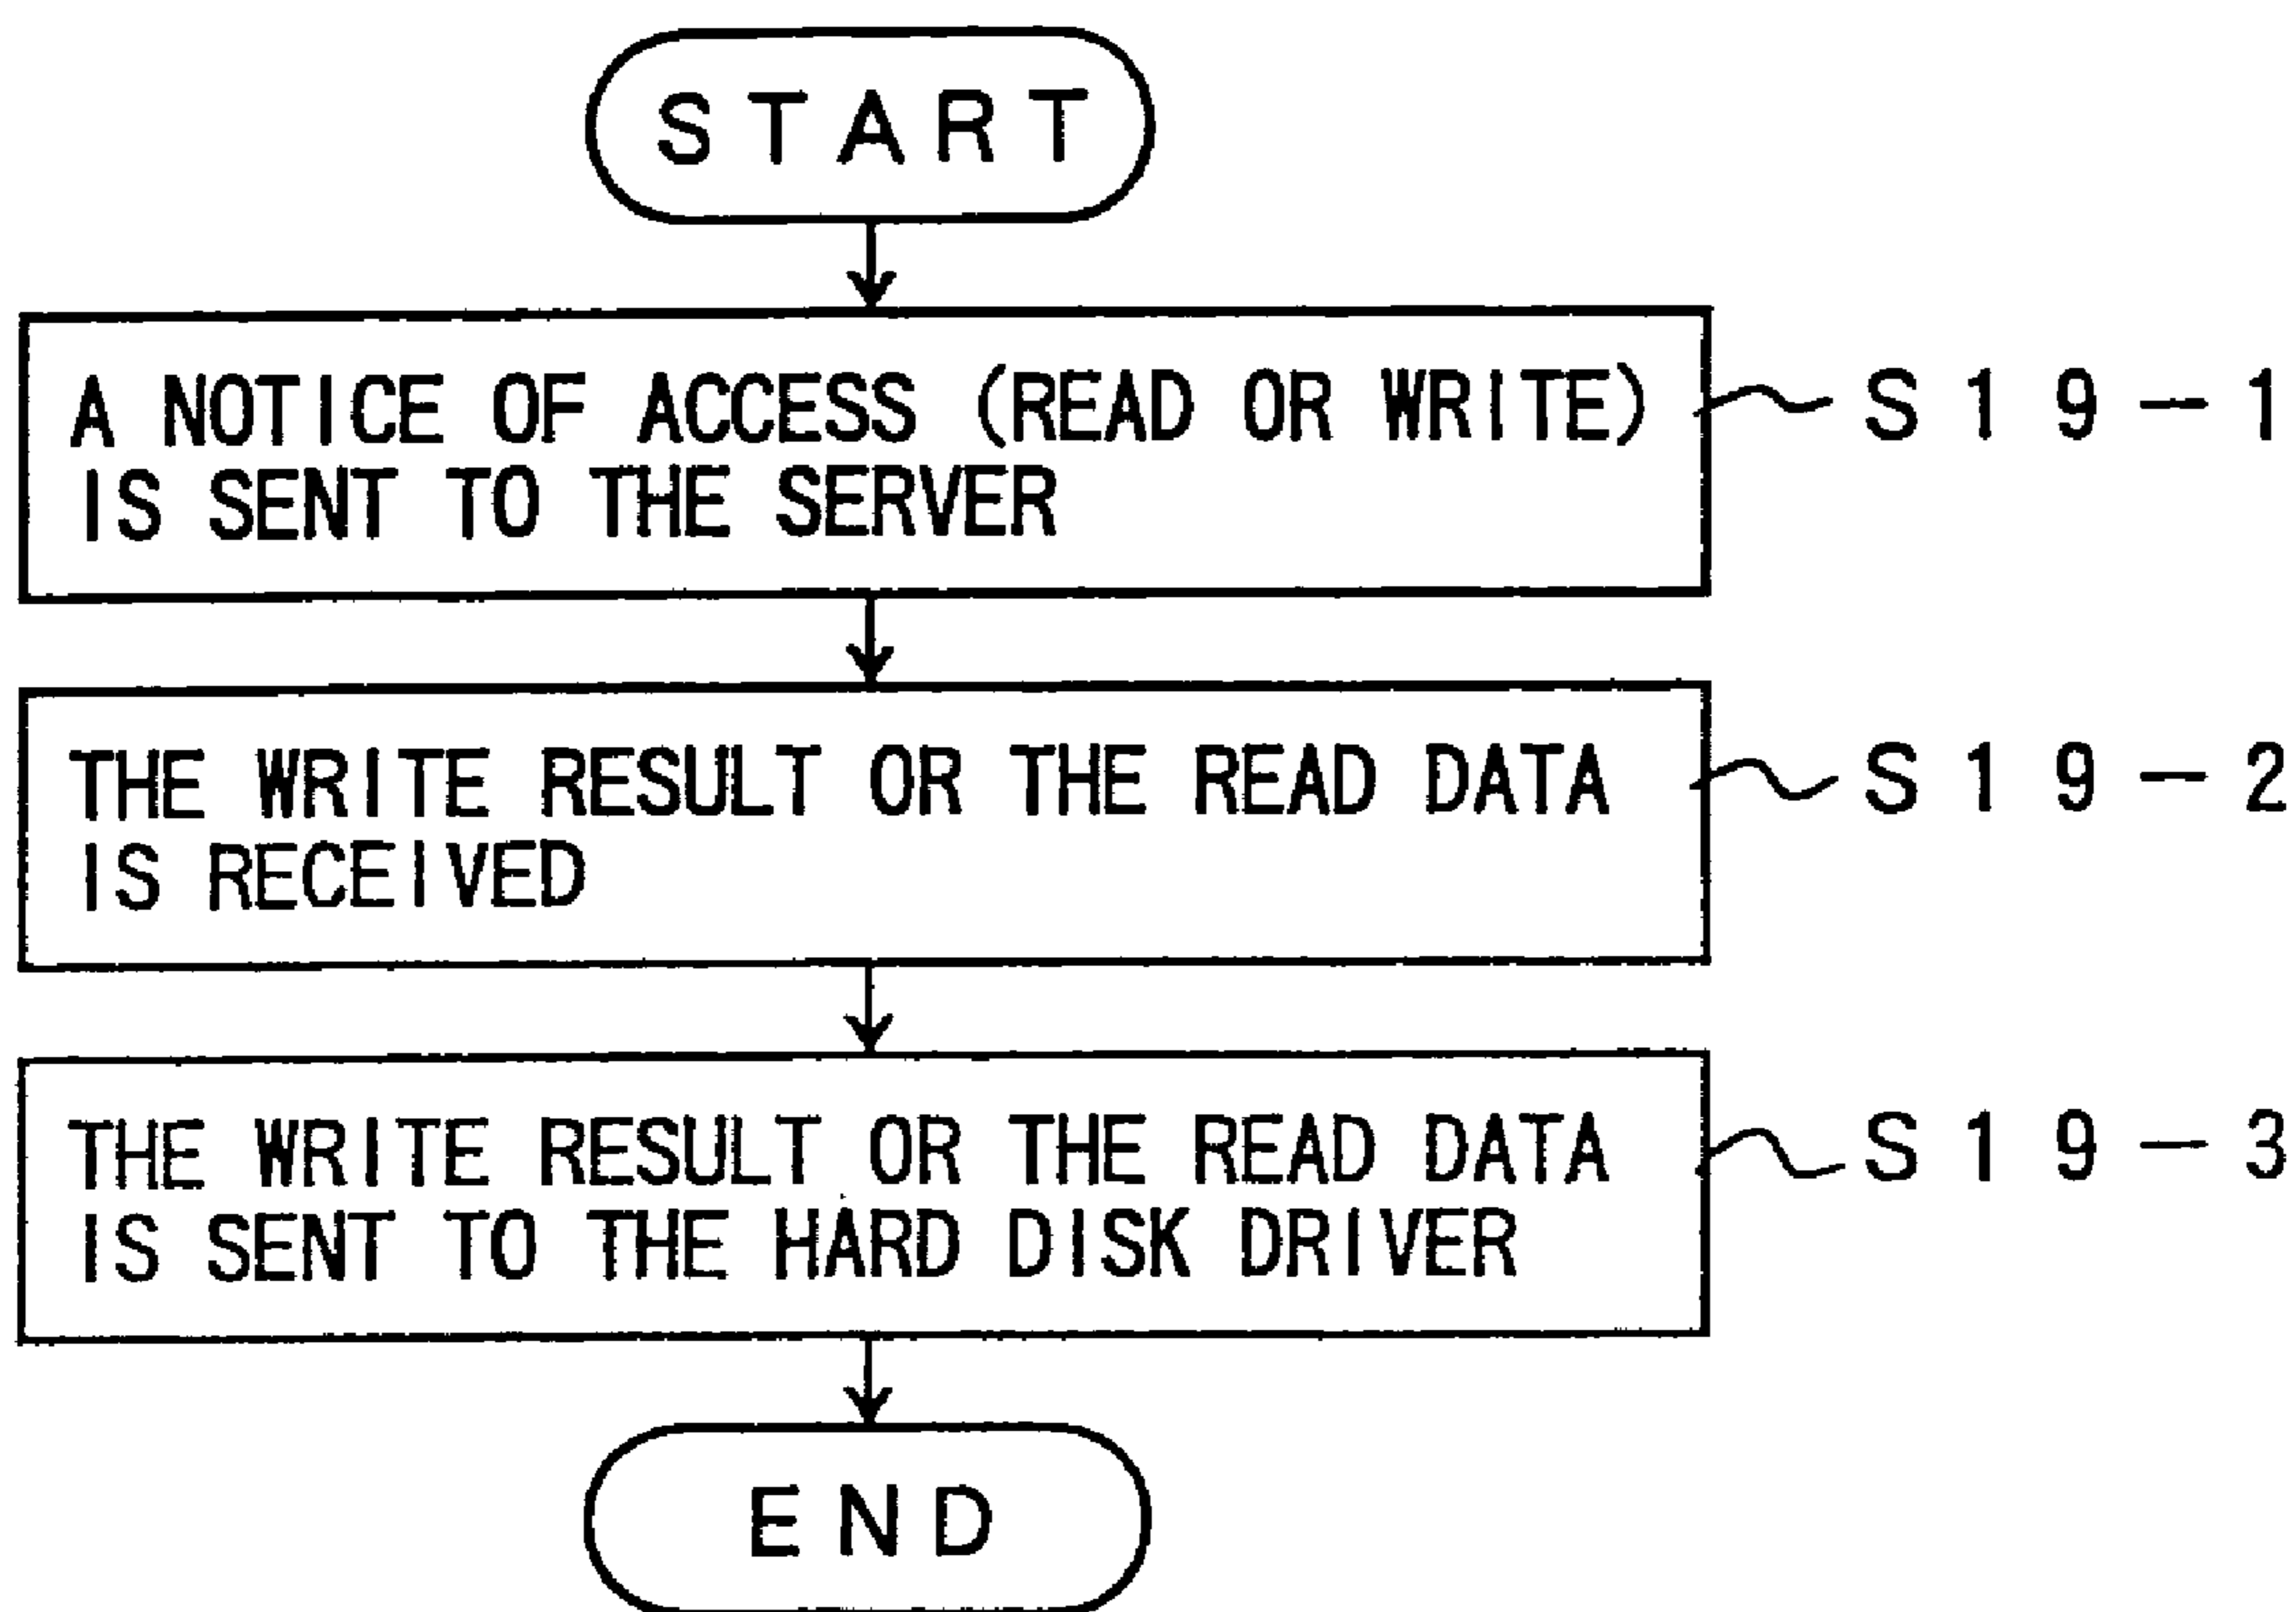 START
A NOTICE OF ACCESS (READ OR WRITE)
IS SENT TO THE SERVER
S19-1
THE WRITE RESULT OR THE READ DATA
IS RECEIVED
S19-2
THE WRITE RESULT OR THE READ DATA
IS SENT TO THE HARD DISK DRIVER
S19-3
END